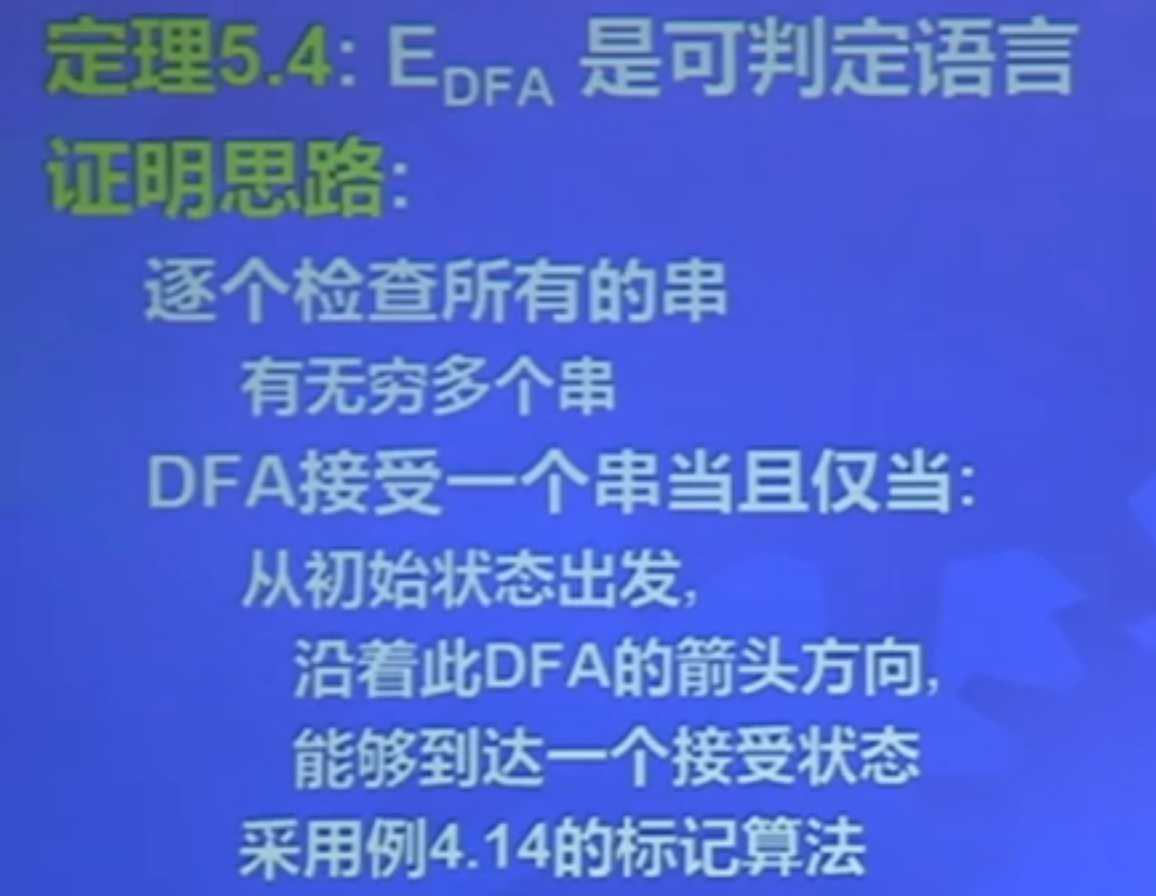 定理5.4: E_DFA 是可判定语言
证明思路:
逐个检查所有的串
有无穷多个串
DFA接受一个串当且仅当:
从初始状态出发,
沿着此DFA的箭头方向,
能够到达一个接受状态
采用例4.14的标记算法